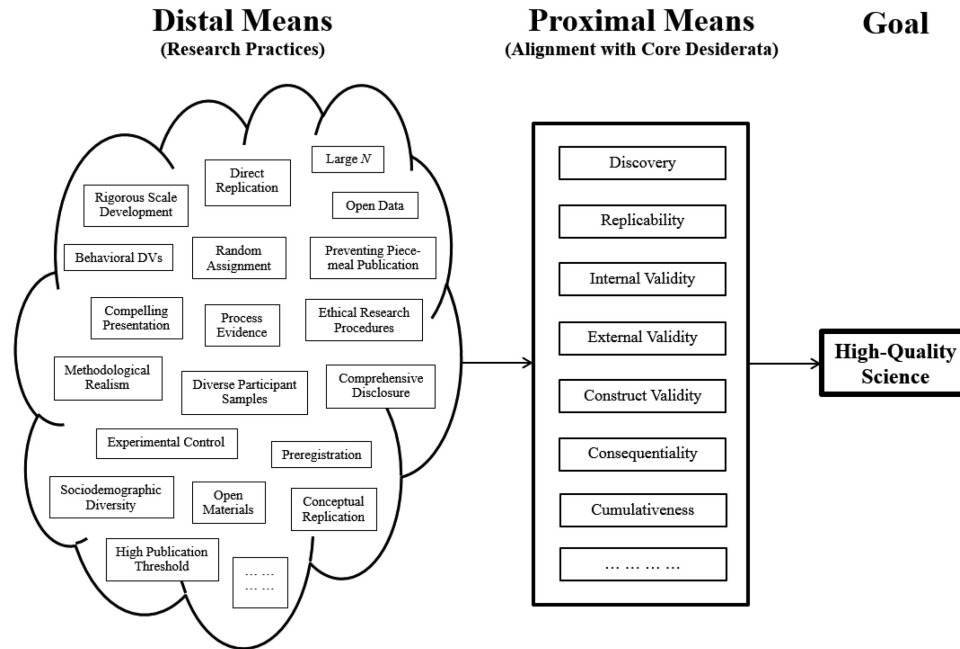 Distal Means
(Research Practices)
Proximal Means
(Alignment with Core Desiderata)
Goal
Large N
Direct
Replication
Rigorous Scale
Development
Open Data
Behavioral DVs
Random
Assignment
Preventing Piece-
meal Publication
Compelling
Presentation
Process
Evidence
Ethical Research
Procedures
Methodological
Realism
Diverse Participant
Samples
Comprehensive
Disclosure
Experimental Control
Preregistration
Sociodemographic
Diversity
Open
Materials
Conceptual
Replication
High Publication
Threshold
... ...
... ...
Discovery
Replicability
Internal Validity
External Validity
Construct Validity
Consequentiality
Cumulativeness
... ... ... ...
High-Quality
Science